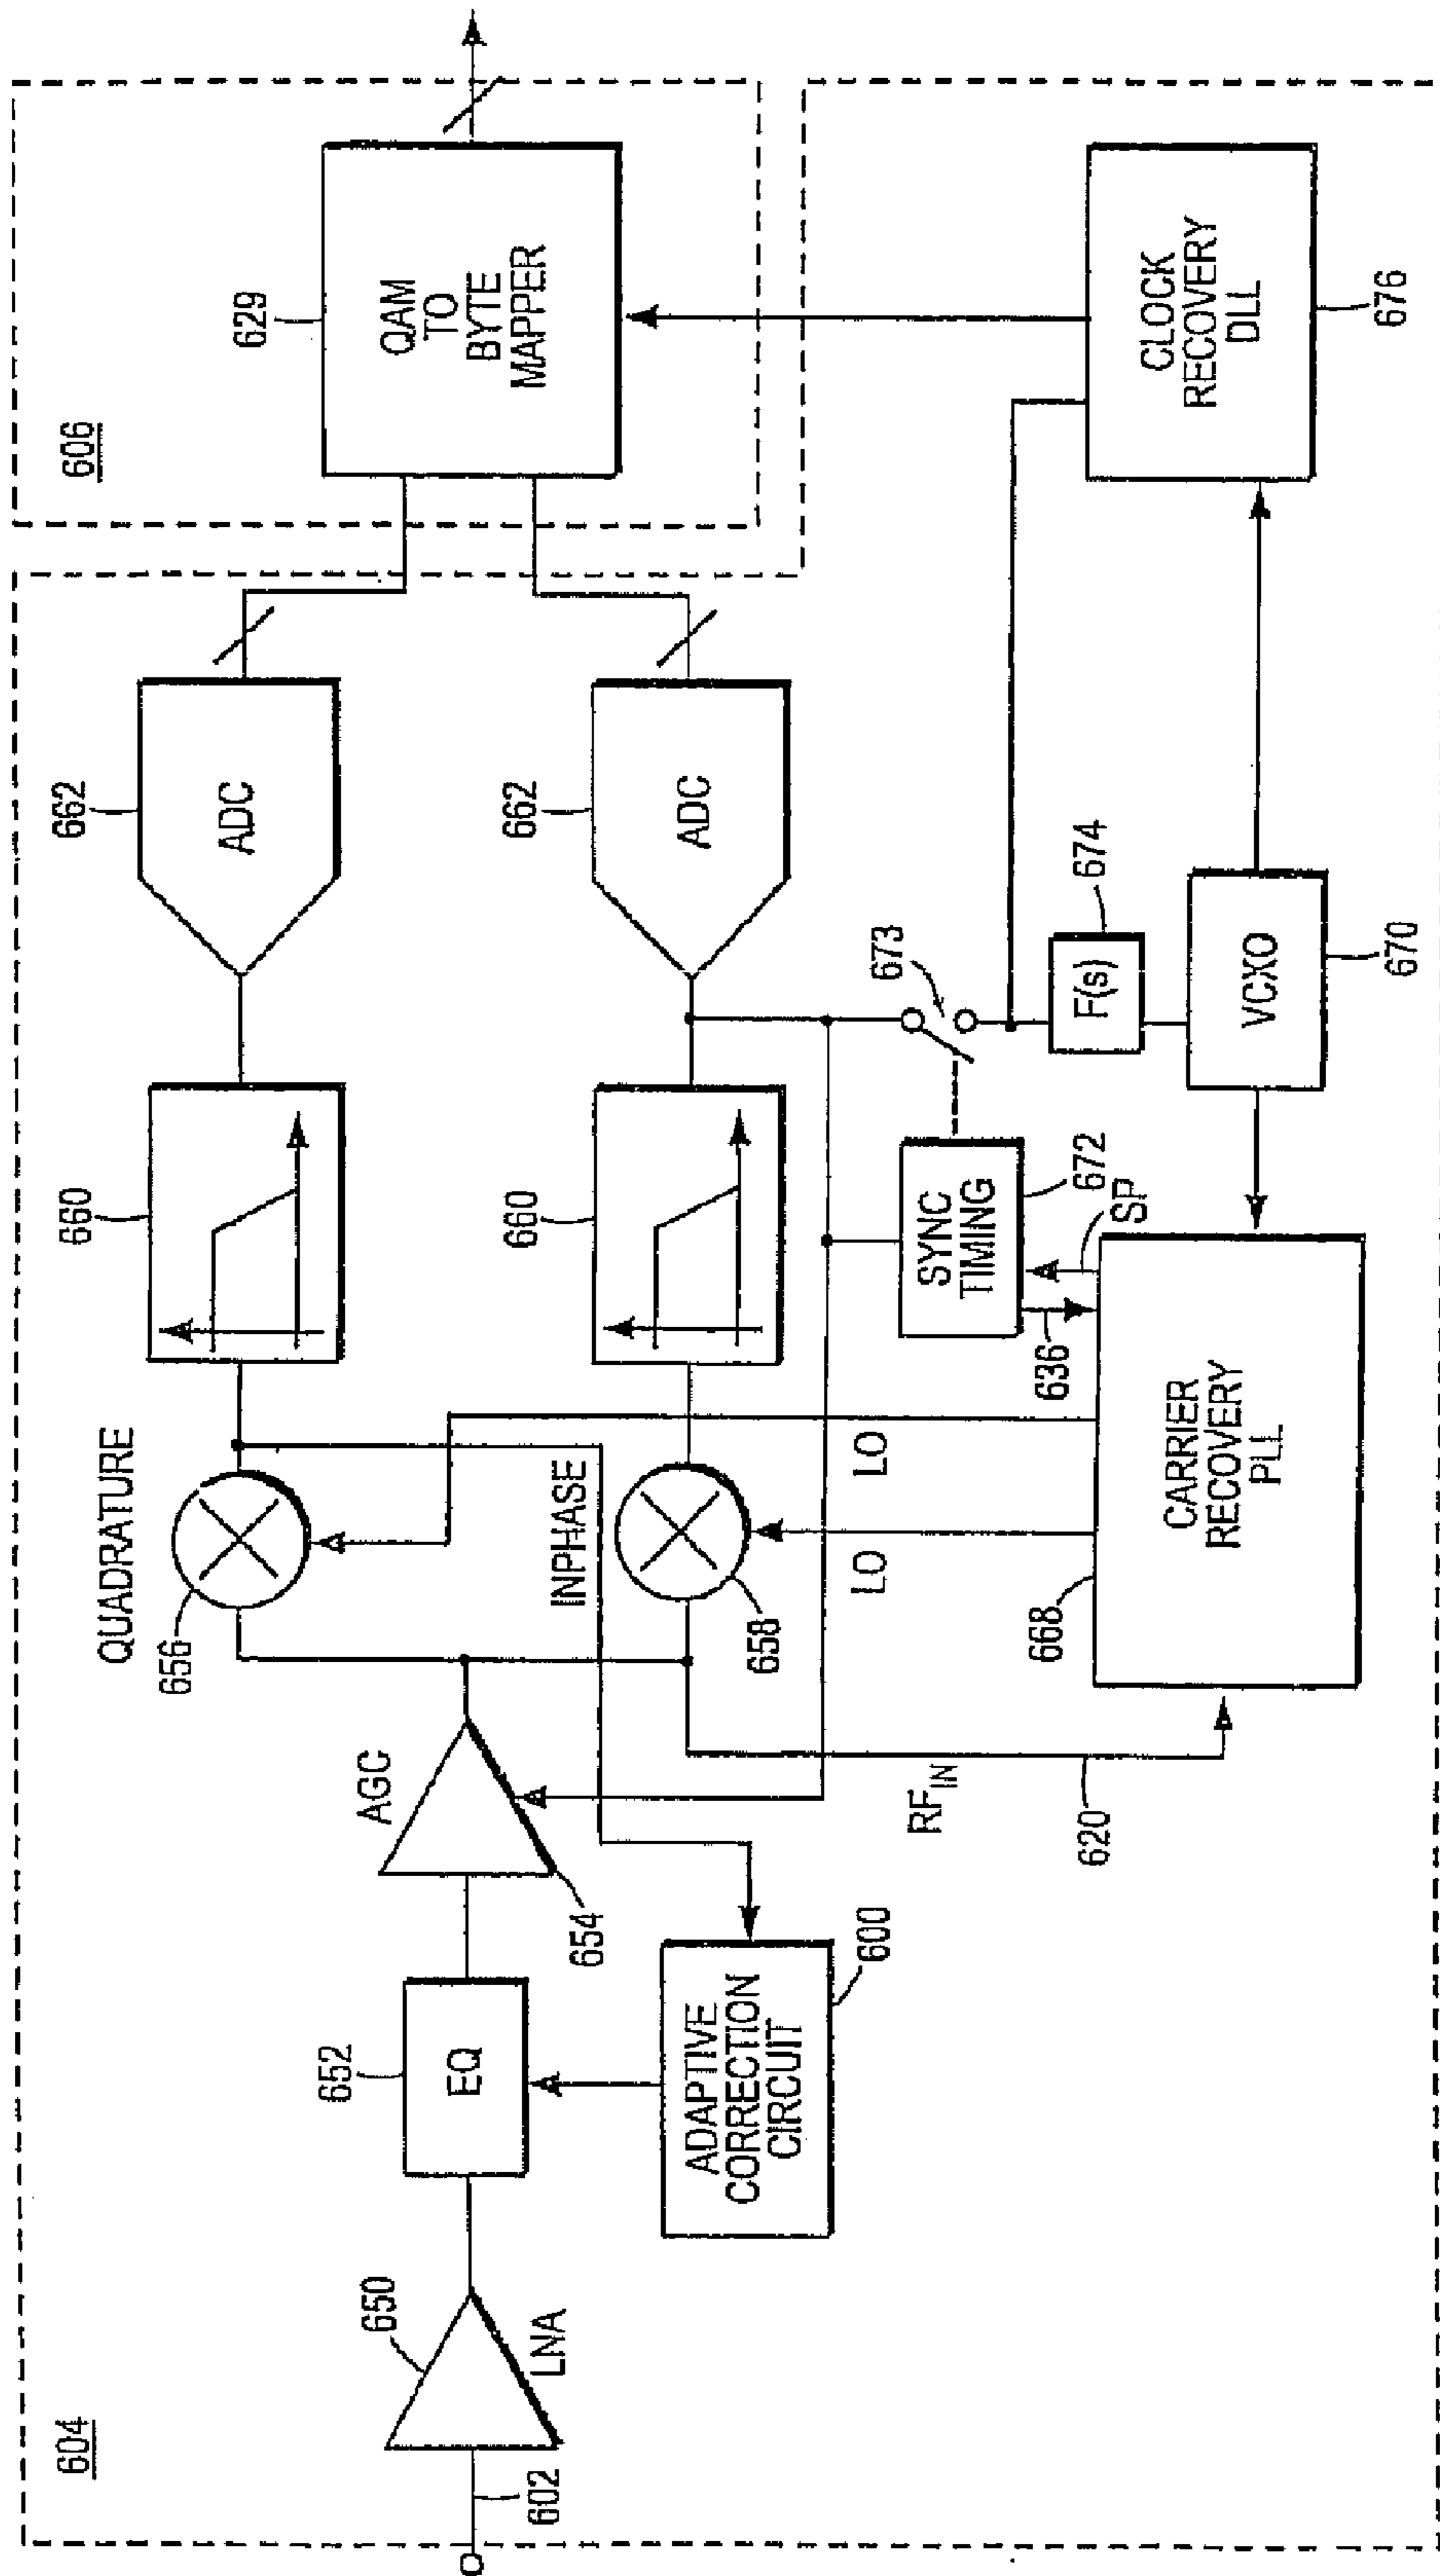 604
606
602
650
LNA
652
EQ
AGC
654
ADAPTIVE
CORRECTION
CIRCUIT
600
QUADRATURE
656
INPHASE
658
660
660
662
ADC
662
ADC
629
QAM
TO
BYTE
MAPPER
LO
LO
RF_IN
620
668
CARRIER
RECOVERY
PLL
636
SP
SYNC
TIMING
672
673
F(s)
674
VCXO
670
CLOCK
RECOVERY
DLL
676